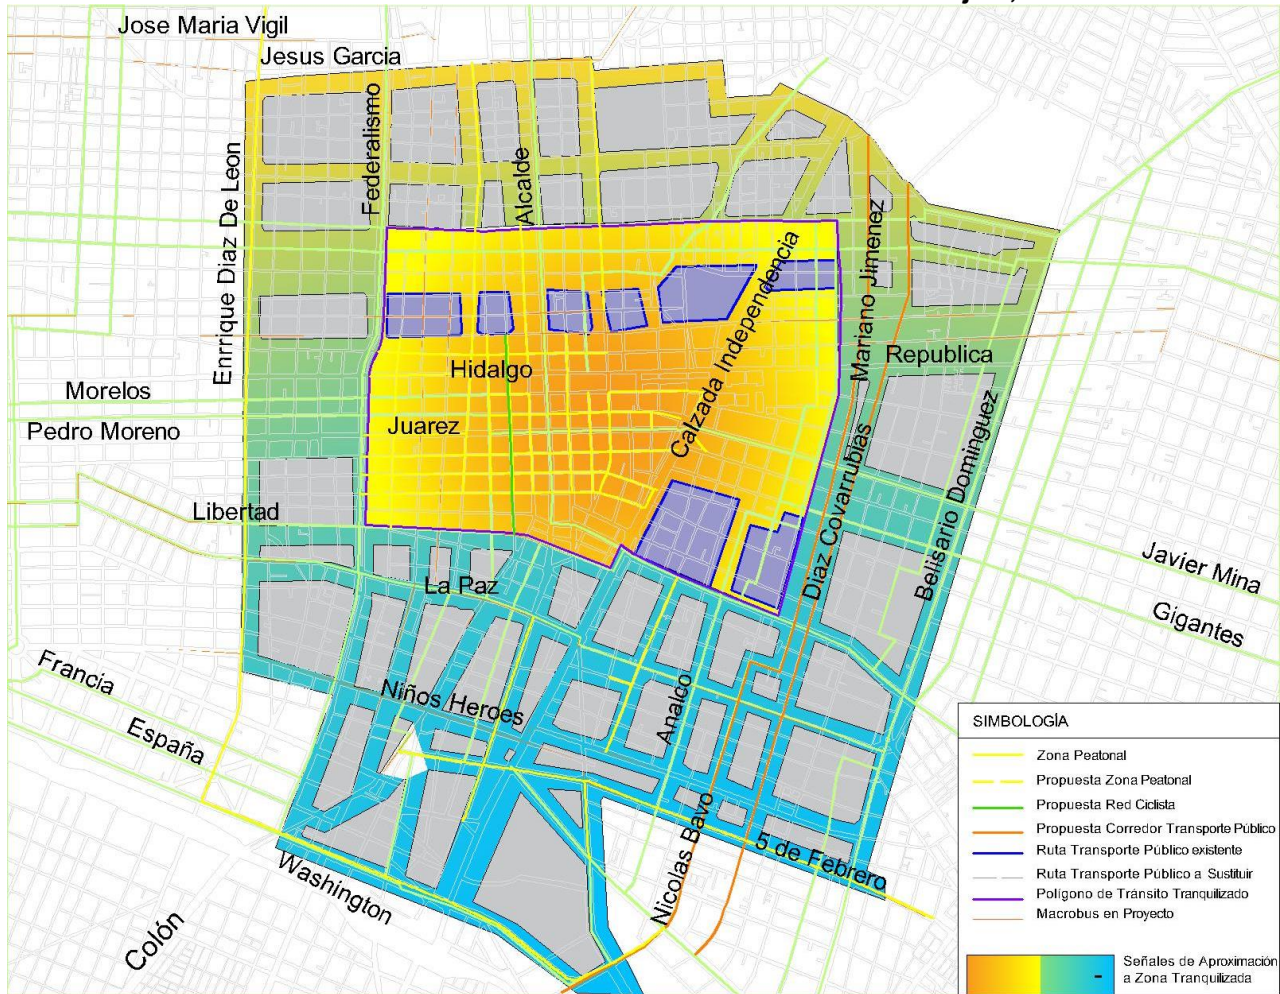 Jose Maria Vigil
Jesus Garcia
Federalismo
Alcalde
Enrrique Diaz De Leon
Calzada Independencia
Mariano Jimenez
Republica
Hidalgo
Morelos
Juarez
Pedro Moreno
Belisario Dominguez
Diaz Covarrubias
Libertad
La Paz
Javier Mina
Gigantes
Francia
España
Niños Heroes
Analco
Nicolas Bavo
5 de Febrero
Washington
Colón
SIMBOLOGÍA
Zona Peatonal
Propuesta Zona Peatonal
Propuesta Red Ciclista
Propuesta Corredor Transporte Público
Ruta Transporte Público existente
Ruta Transporte Público a Sustituir
Polígono de Tránsito Tranquilizado
Macrobus en Proyecto
Señales de Aproximación
a Zona Tranquilizada